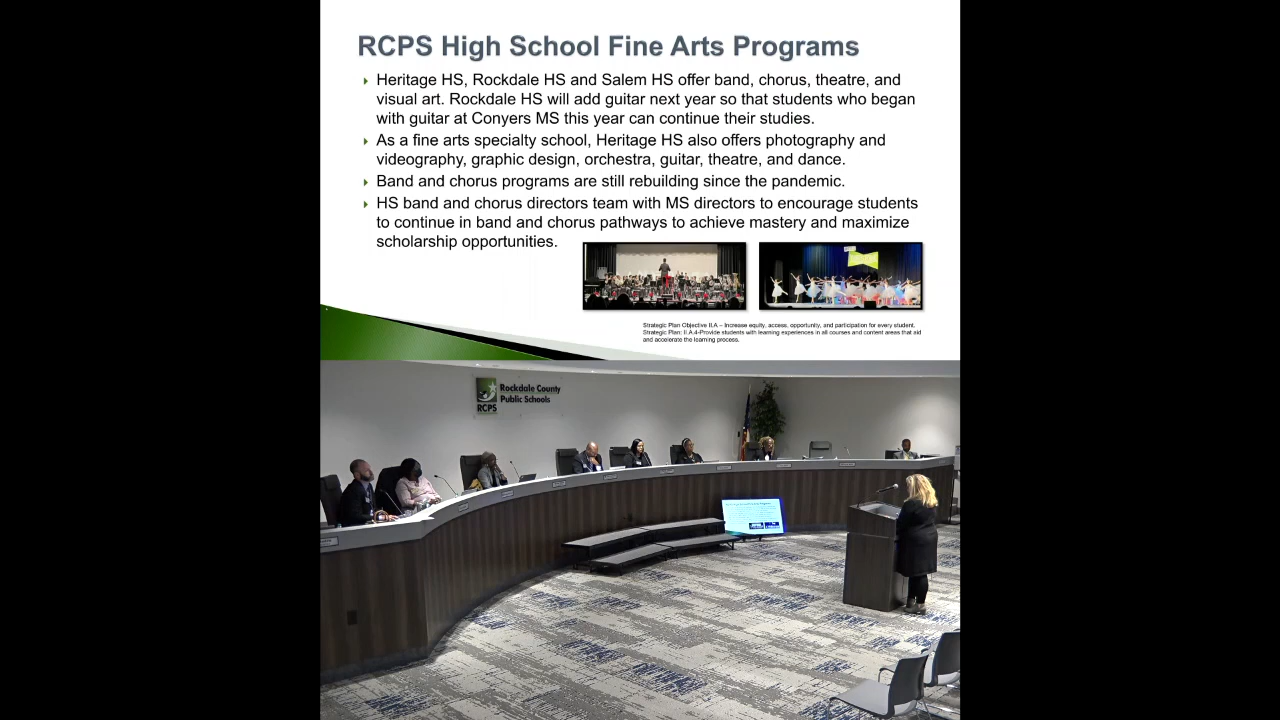 RCPS High School Fine Arts Programs
Heritage HS, Rockdale HS and Salem HS offer band, chorus, theatre, and
visual art. Rockdale HS will add guitar next year so that students who began
with guitar at Conyers MS this year can continue their studies.
As a fine arts specialty school, Heritage HS also offers photography and
videography, graphic design, orchestra, guitar, theatre, and dance.
Band and chorus programs are still rebuilding since the pandemic.
HS band and chorus directors team with MS directors to encourage students
to continue in band and chorus pathways to achieve mastery and maximize
scholarship opportunities.
Strategic Plan Objective II.A – Increase equity, access, opportunity, and participation for every student.
Strategic Plan: II.A.4-Provide students with learning experiences in all courses and content areas that aid
and accelerate the learning process.
Rockdale County
Public Schools
RCPS